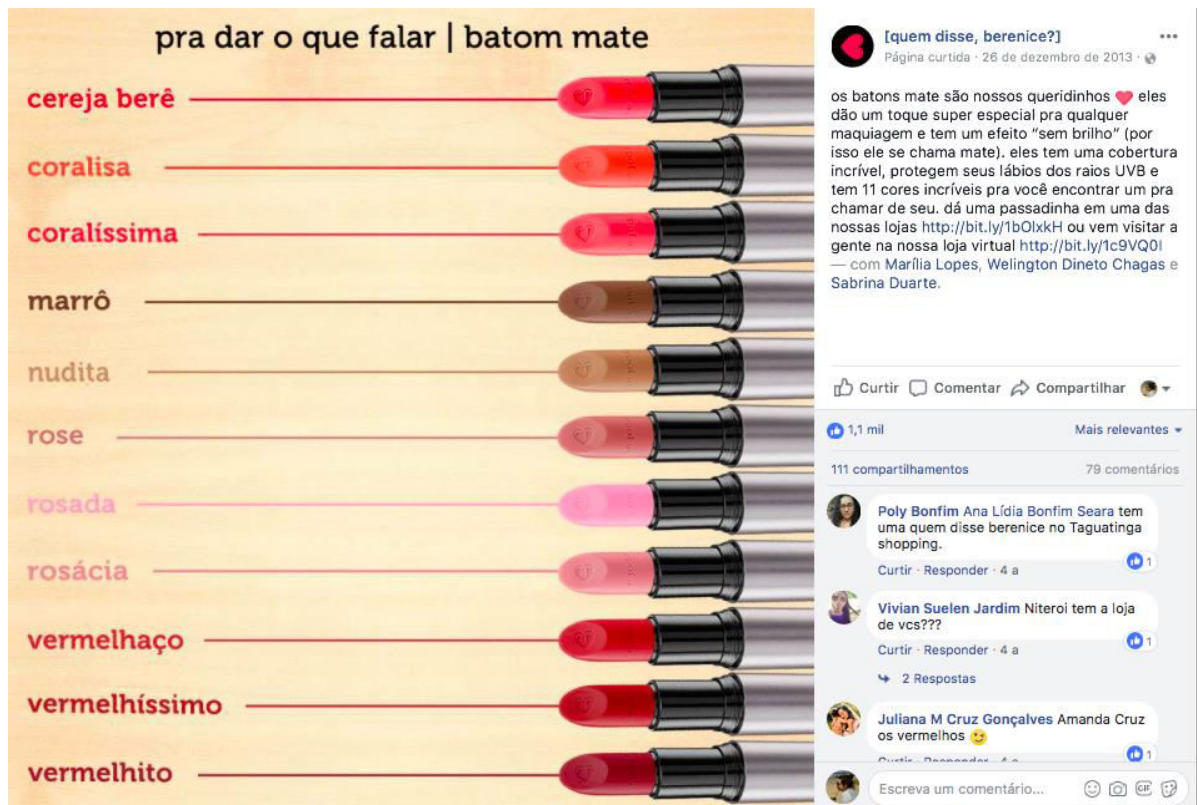 pra dar o que falar | batom mate
cereja berê
coralisa
coralíssima
marrô
nudita
rose
rosada
rosácia
vermelhaço
vermelhíssimo
vermelhito
[quem disse, berenice?]
Página curtida · 26 de dezembro de 2013 ·
os batons mate são nossos queridinhos ❤ eles
dão um toque super especial pra qualquer
maquiagem e tem um efeito "sem brilho" (por
isso ele se chama mate). eles tem uma cobertura
incrível, protegem seus lábios dos raios UVB e
tem 11 cores incríveis pra você encontrar um pra
chamar de seu. dá uma passadinha em uma das
nossas lojas http://bit.ly/1bOlxkH ou vem visitar a
gente na nossa loja virtual http://bit.ly/1c9VQ0l
— com Marília Lopes, Welington Dineto Chagas e
Sabrina Duarte.
Curtir Comentar Compartilhar
1,1 mil Mais relevantes
111 compartilhamentos 79 comentários
Poly Bonfim Ana Lídia Bonfim Seara tem
uma quem disse berenice no Taguatinga
shopping.
1
Curtir · Responder · 4 a
Vivian Suelen Jardim Niteroi tem a loja
de vcs???
1
Curtir · Responder · 4 a
2 Respostas
Juliana M Cruz Gonçalves Amanda Cruz
os vermelhos 😉
1
Curtir · Responder · 4 a
Escreva um comentário... GIF